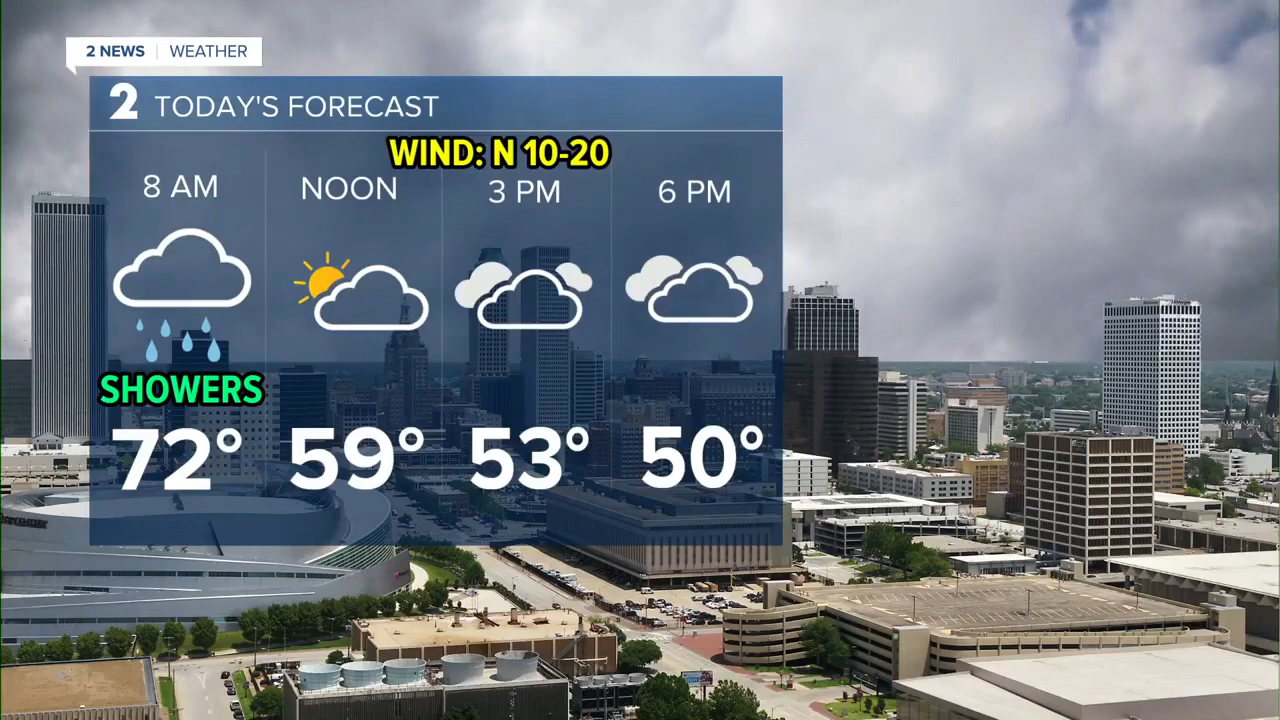 2 NEWS | WEATHER
2 TODAY'S FORECAST
WIND: N 10-20
8 AM NOON 3 PM 6 PM
SHOWERS
72° 59° 53° 50°